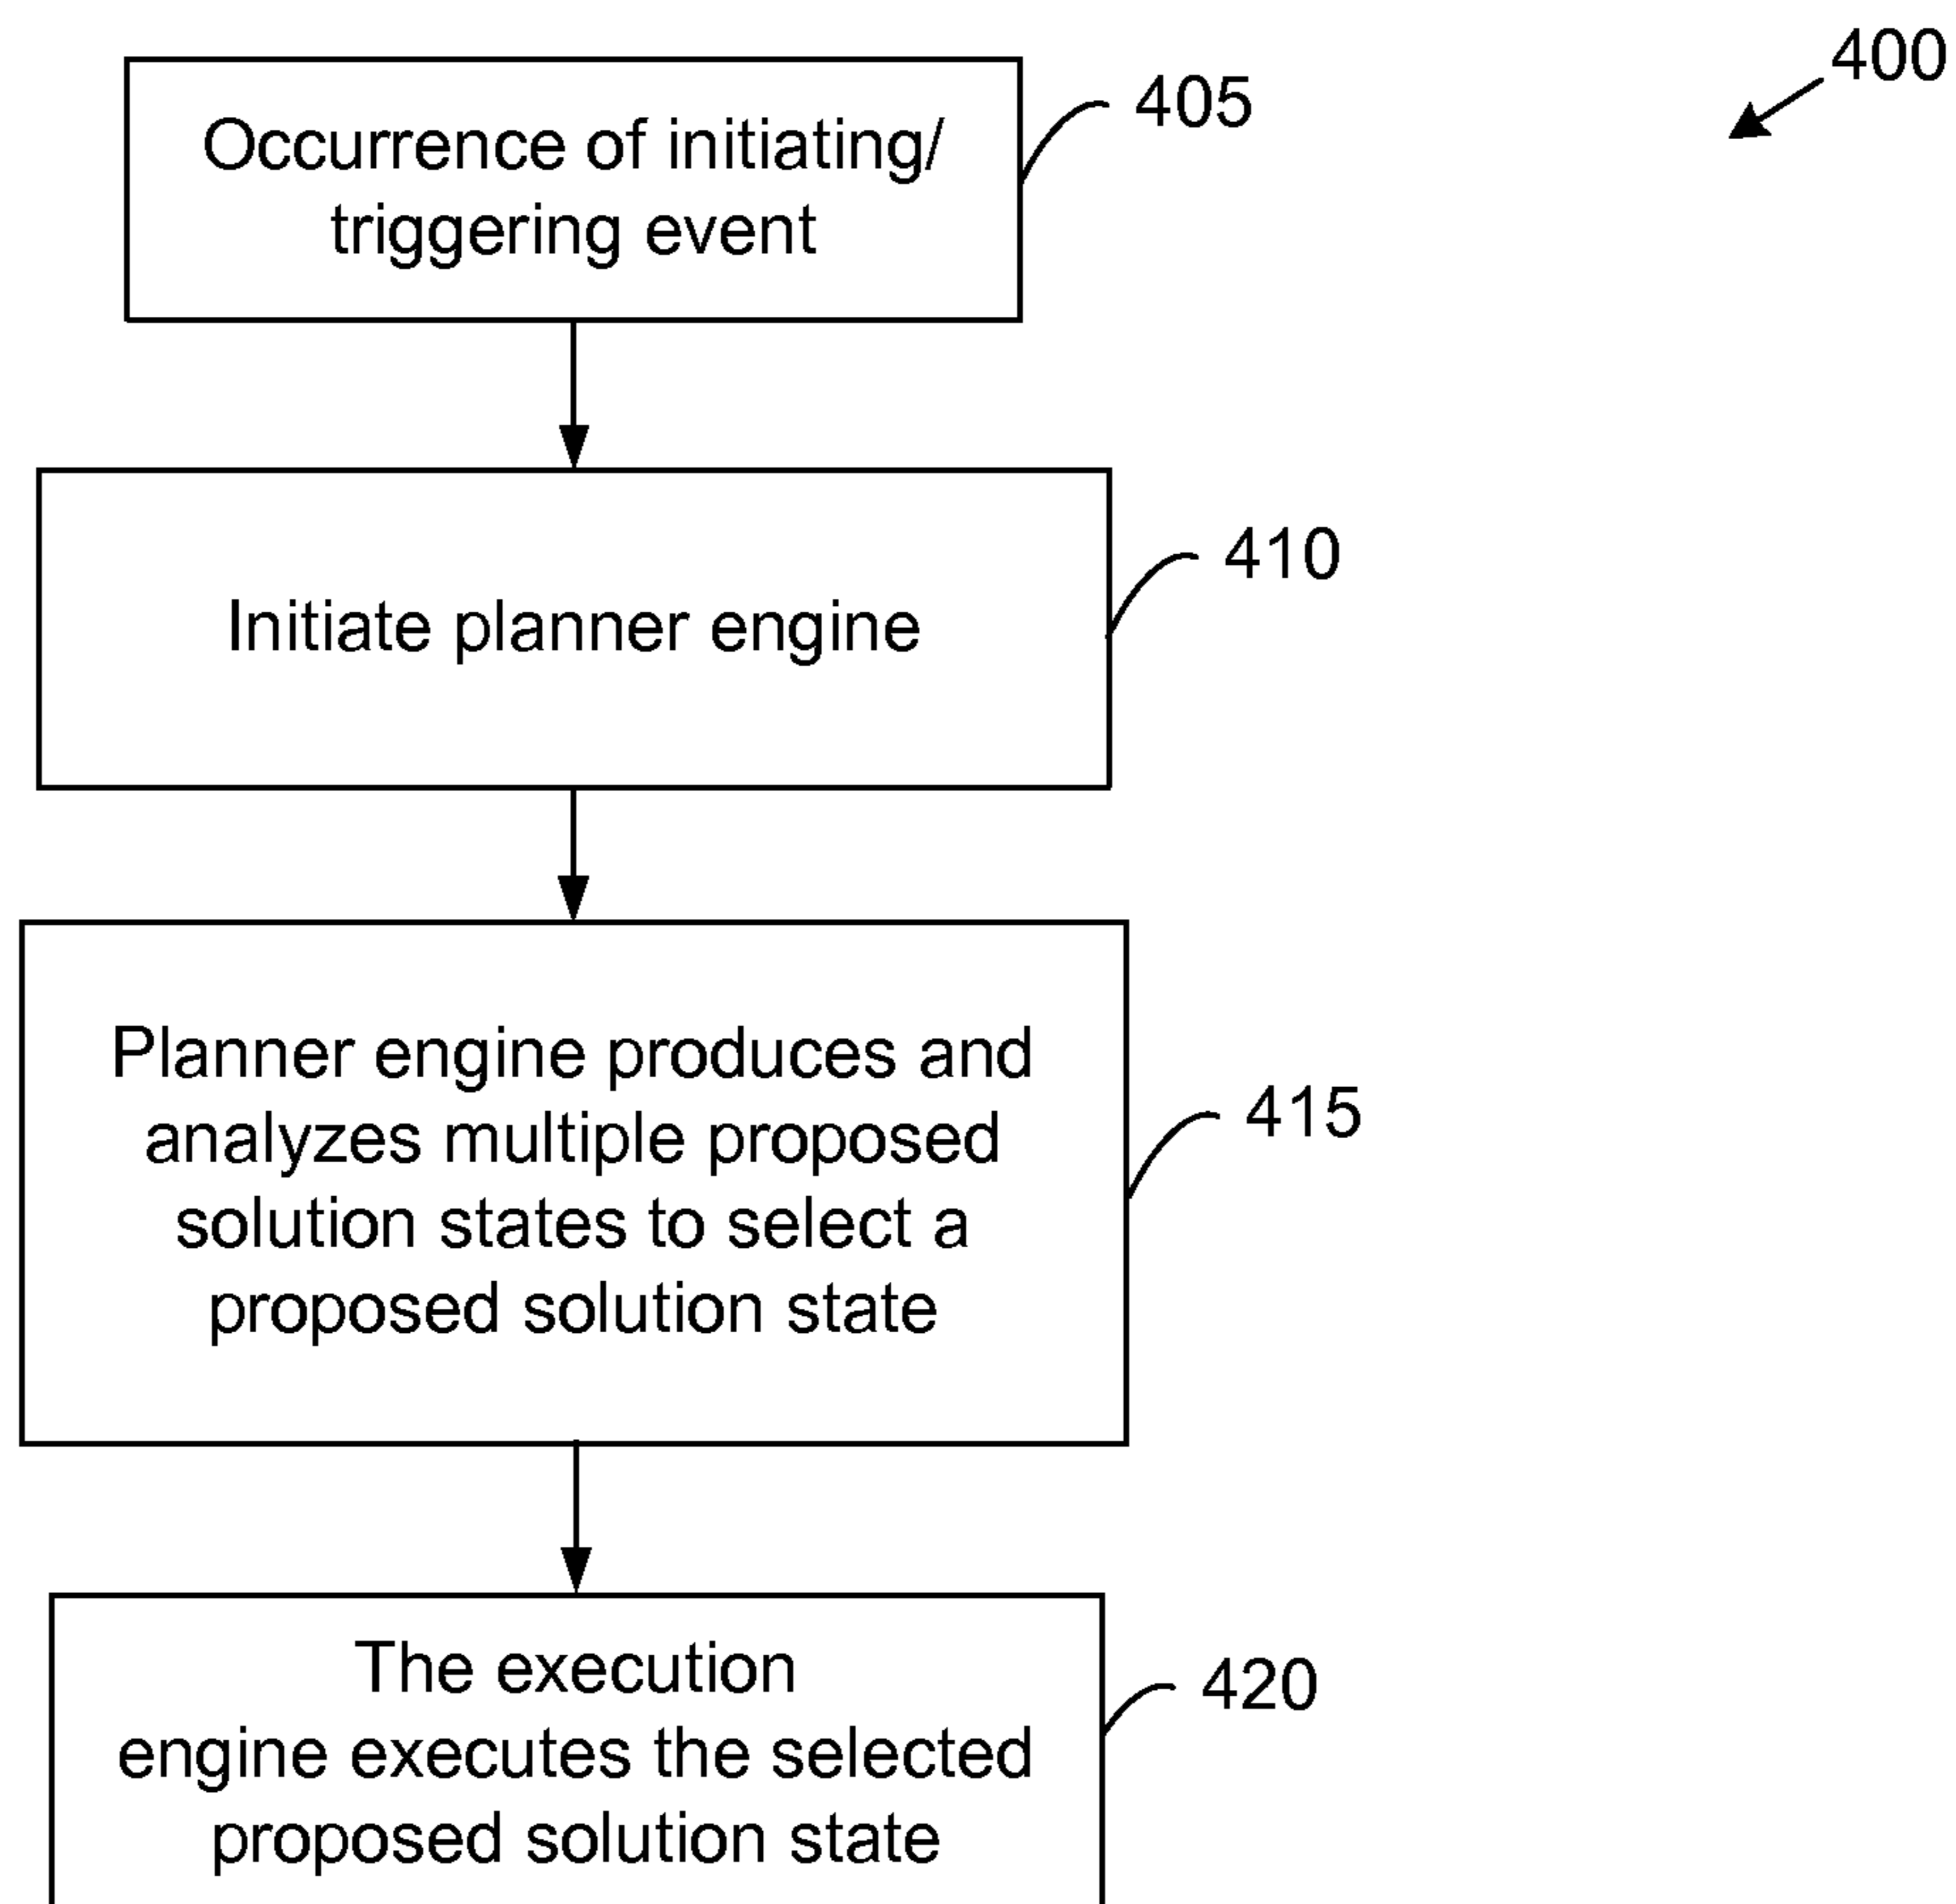 400
Occurrence of initiating/
triggering event
405
Initiate planner engine
410
Planner engine produces and
analyzes multiple proposed
solution states to select a
proposed solution state
415
The execution
engine executes the selected
proposed solution state
420